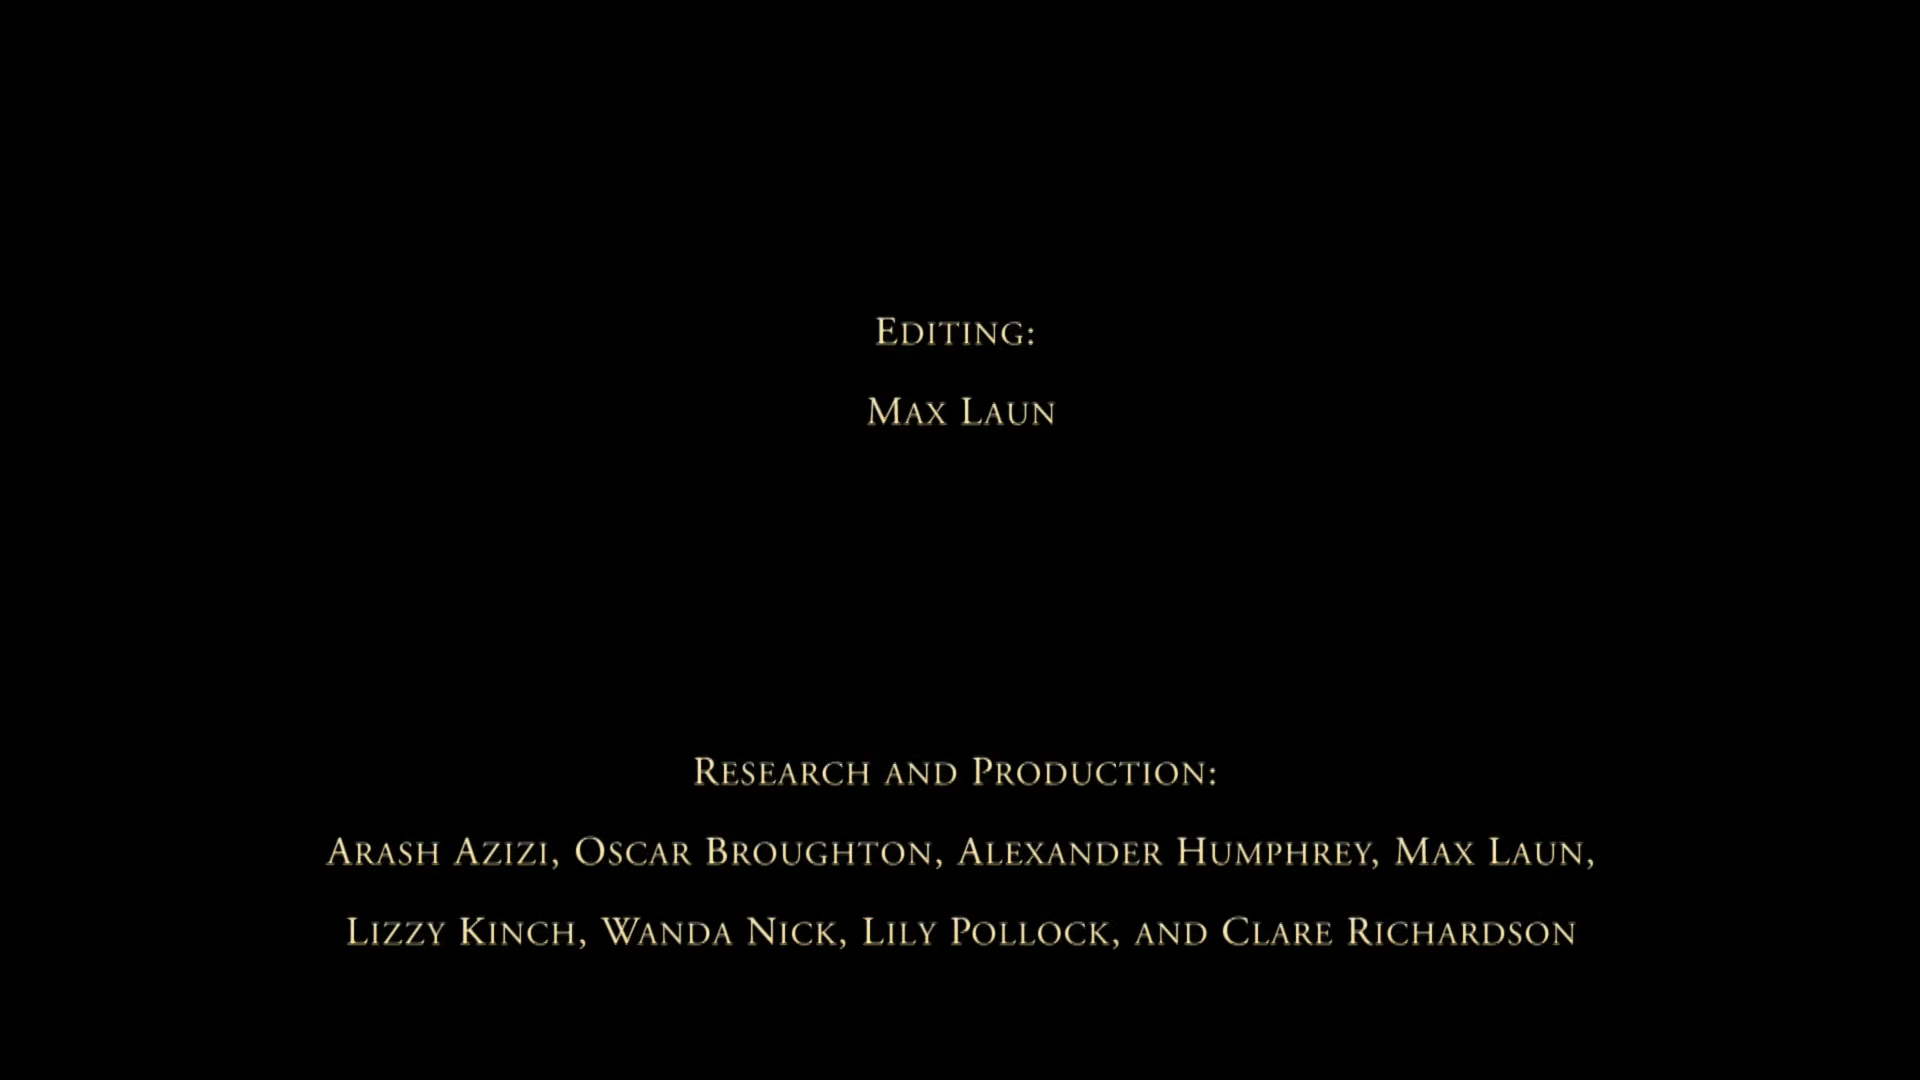 Editing:
Max Laun
Research and Production:
Arash Azizi, Oscar Broughton, Alexander Humphrey, Max Laun,
Lizzy Kinch, Wanda Nick, Lily Pollock, and Clare Richardson